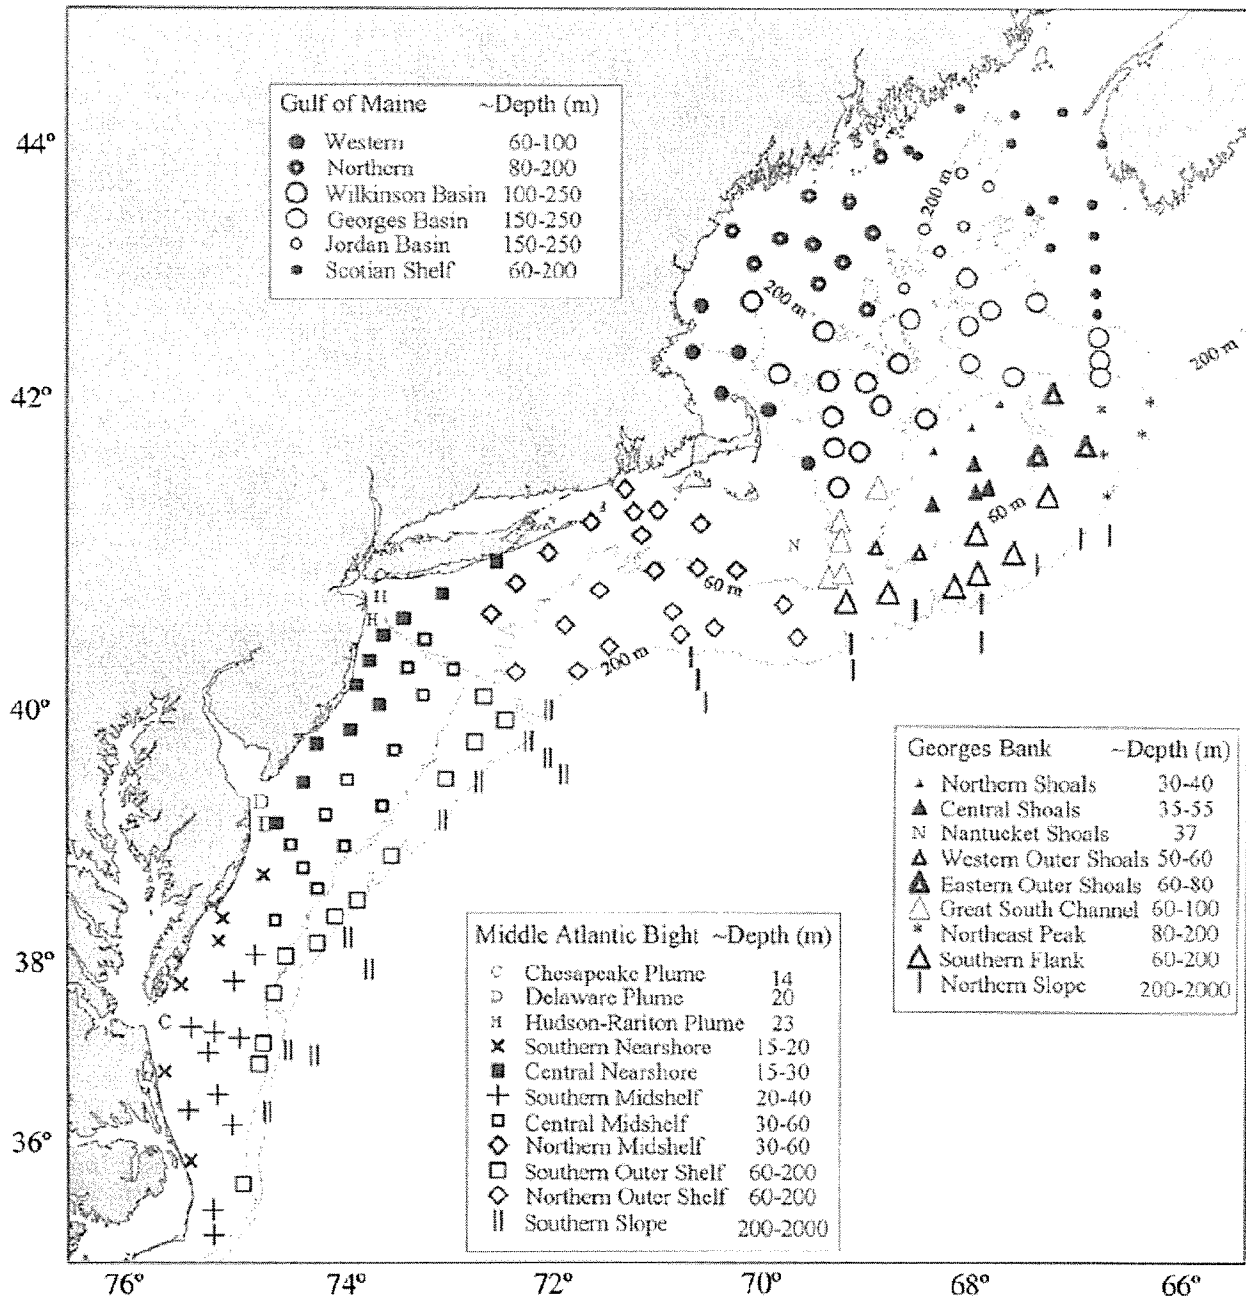 Gulf of Maine ~Depth (m)
Western 60-100
Northern 80-200
Wilkinson Basin 100-250
Georges Basin 150-250
Jordan Basin 150-250
Scotian Shelf 60-200
44°
200 m
200 m
200 m
42°
60 m
N
H
H
60 m
200 m
40°
Georges Bank ~Depth (m)
Northern Shoals 30-40
Central Shoals 35-55
N Nantucket Shoals 37
Western Outer Shoals 50-60
Eastern Outer Shoals 60-80
Great South Channel 60-100
Northeast Peak 80-200
Southern Flank 60-200
Northern Slope 200-2000
D
D
Middle Atlantic Bight ~Depth (m)
C Chesapeake Plume 14
D Delaware Plume 20
H Hudson-Rariton Plume 23
Southern Nearshore 15-20
Central Nearshore 15-30
Southern Midshelf 20-40
Central Midshelf 30-60
Northern Midshelf 30-60
Southern Outer Shelf 60-200
Northern Outer Shelf 60-200
Southern Slope 200-2000
38°
C
36°
76° 74° 72° 70° 68° 66°